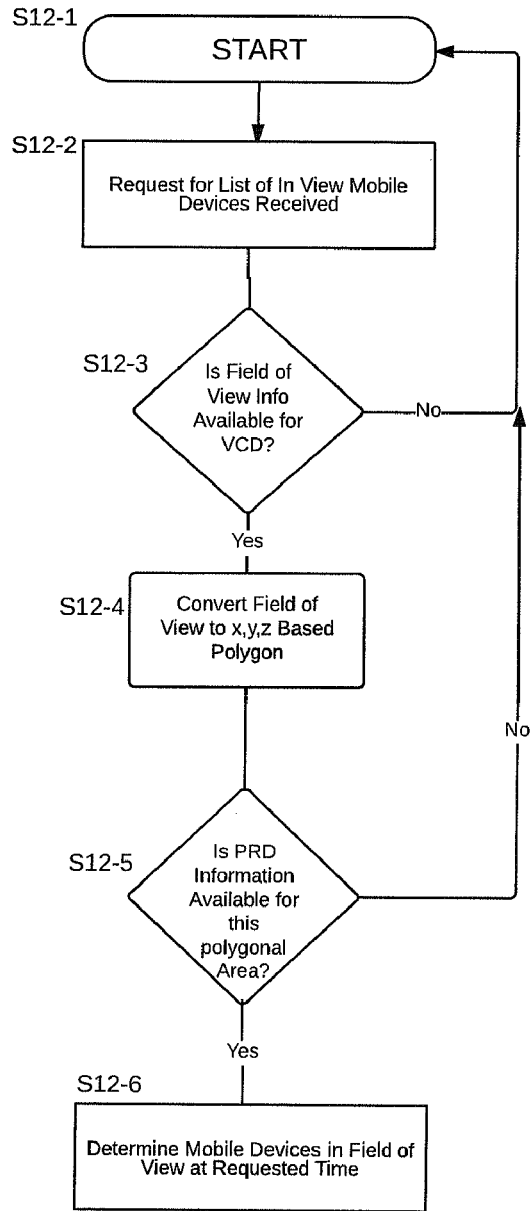 S12-1
START
S12-2
Request for List of In View Mobile
Devices Received
S12-3
Is Field of
View Info
Available for
VCD?
No
Yes
S12-4
Convert Field of
View to x,y,z Based
Polygon
No
S12-5
Is PRD
Information
Available for
this
polygonal
Area?
Yes
S12-6
Determine Mobile Devices in Field of
View at Requested Time